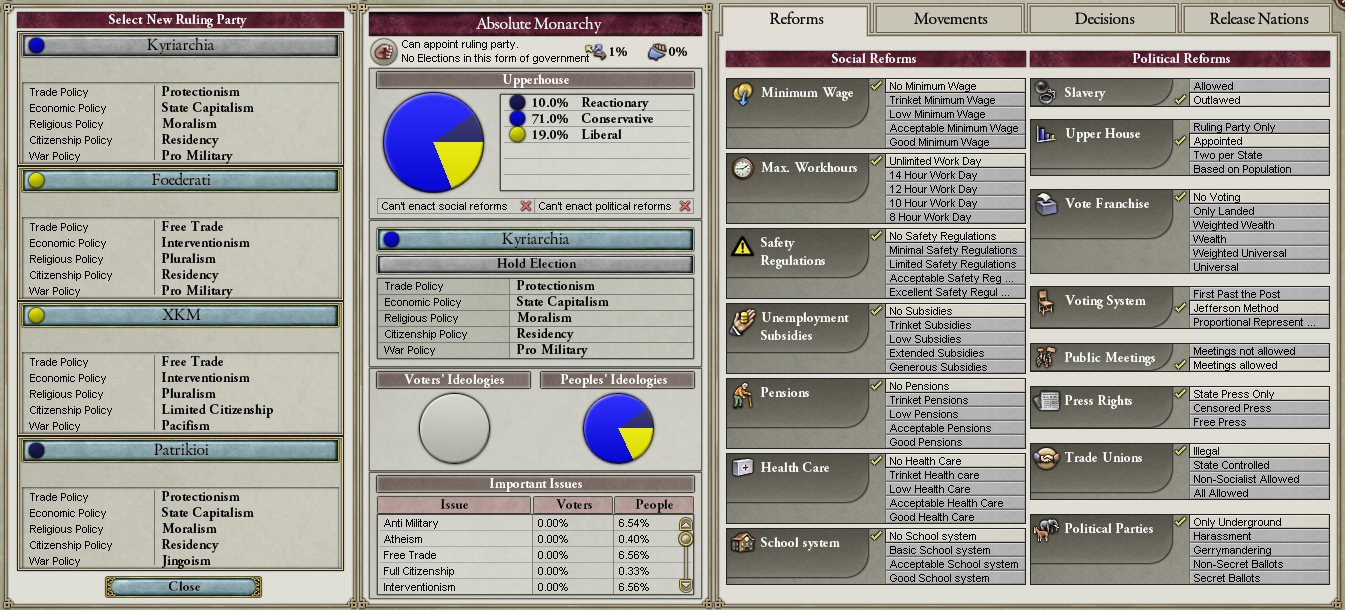 Select New Ruling Party
Kyriarchia
Trade Policy Protectionism
Economic Policy State Capitalism
Religious Policy Moralism
Citizenship Policy Residency
War Policy Pro Military
Foederati
Trade Policy Free Trade
Economic Policy Interventionism
Religious Policy Pluralism
Citizenship Policy Residency
War Policy Pro Military
XKM
Trade Policy Free Trade
Economic Policy Interventionism
Religious Policy Pluralism
Citizenship Policy Limited Citizenship
War Policy Pacifism
Patrikioi
Trade Policy Protectionism
Economic Policy State Capitalism
Religious Policy Moralism
Citizenship Policy Residency
War Policy Jingoism
Close
Absolute Monarchy
Can appoint ruling party.
No Elections in this form of government 1% 0%
Upperhouse
10.0% Reactionary
71.0% Conservative
19.0% Liberal
Can't enact social reforms Can't enact political reforms
Kyriarchia
Hold Election
Trade Policy Protectionism
Economic Policy State Capitalism
Religious Policy Moralism
Citizenship Policy Residency
War Policy Pro Military
Voters' Ideologies Peoples' Ideologies
Important Issues
Issue Voters People
Anti Military 0.00% 6.54%
Atheism 0.00% 0.40%
Free Trade 0.00% 6.56%
Full Citizenship 0.00% 0.33%
Interventionism 0.00% 6.56%
Reforms Movements Decisions Release Nations
Social Reforms
Minimum Wage
No Minimum Wage
Trinket Minimum Wage
Low Minimum Wage
Acceptable Minimum Wage
Good Minimum Wage
Max. Workhours
Unlimited Work Day
14 Hour Work Day
12 Hour Work Day
10 Hour Work Day
8 Hour Work Day
Safety
Regulations
No Safety Regulations
Minimal Safety Regulations
Limited Safety Regulations
Acceptable Safety Reg ...
Excellent Safety Regul ...
Unemployment
Subsidies
No Subsidies
Trinket Subsidies
Low Subsidies
Extended Subsidies
Generous Subsidies
Pensions
No Pensions
Trinket Pensions
Low Pensions
Acceptable Pensions
Good Pensions
Health Care
No Health Care
Trinket Health care
Low Health Care
Acceptable Health Care
Good Health Care
School system
No School system
Basic School system
Acceptable School system
Good School system
Political Reforms
Slavery
Allowed
Outlawed
Upper House
Ruling Party Only
Appointed
Two per State
Based on Population
Vote Franchise
No Voting
Only Landed
Weighted Wealth
Wealth
Weighted Universal
Universal
Voting System
First Past the Post
Jefferson Method
Proportional Represent ...
Public Meetings
Meetings not allowed
Meetings allowed
Press Rights
State Press Only
Censored Press
Free Press
Trade Unions
Illegal
State Controlled
Non-Socialist Allowed
All Allowed
Political Parties
Only Underground
Harassment
Gerrymandering
Non-Secret Ballots
Secret Ballots